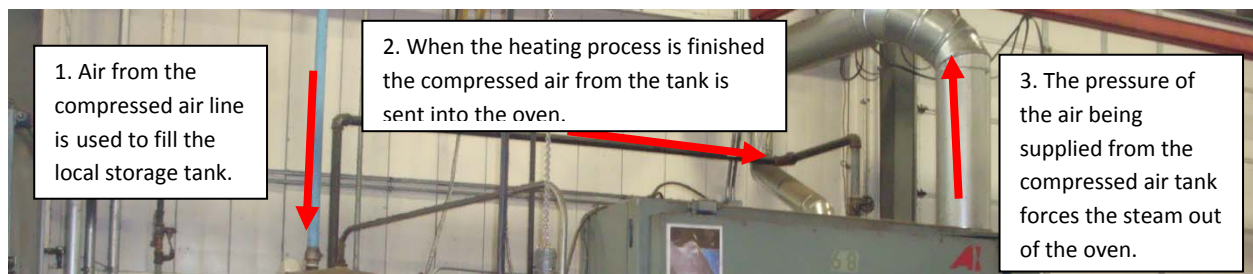 1. Air from the
compressed air line
is used to fill the
local storage tank.
2. When the heating process is finished
the compressed air from the tank is
sent into the oven.
3. The pressure of
the air being
supplied from the
compressed air tank
forces the steam out
of the oven.
68
A